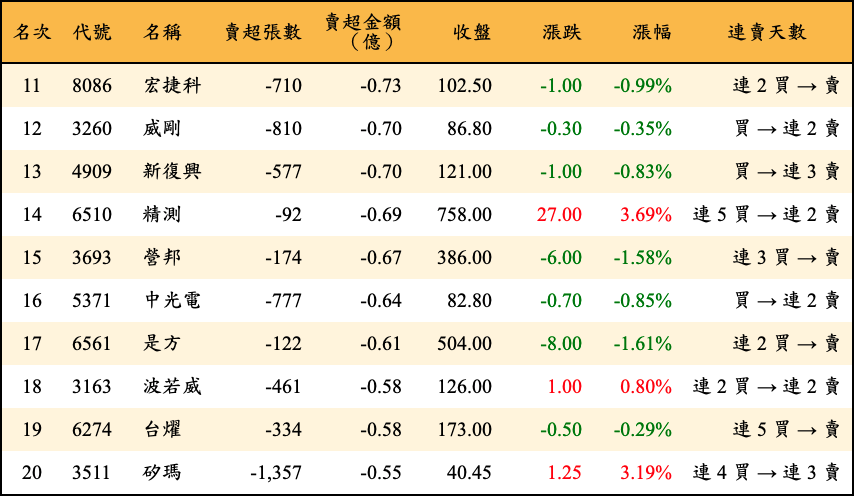 名次 代號 名稱 賣超張數 賣超金額（億） 收盤 漲跌 漲幅 連賣天數
11 8086 宏捷科 -710 -0.73 102.50 -1.00 -0.99% 連 2 買 → 賣
12 3260 威剛 -810 -0.70 86.80 -0.30 -0.35% 買 → 連 2 賣
13 4909 新復興 -577 -0.70 121.00 -1.00 -0.83% 買 → 連 3 賣
14 6510 精測 -92 -0.69 758.00 27.00 3.69% 連 5 買 → 連 2 賣
15 3693 營邦 -174 -0.67 386.00 -6.00 -1.58% 連 3 買 → 賣
16 5371 中光電 -777 -0.64 82.80 -0.70 -0.85% 買 → 連 2 賣
17 6561 是方 -122 -0.61 504.00 -8.00 -1.61% 連 2 買 → 賣
18 3163 波若威 -461 -0.58 126.00 1.00 0.80% 連 2 買 → 連 2 賣
19 6274 台燿 -334 -0.58 173.00 -0.50 -0.29% 連 5 買 → 賣
20 3511 矽瑪 -1,357 -0.55 40.45 1.25 3.19% 連 4 買 → 連 3 賣